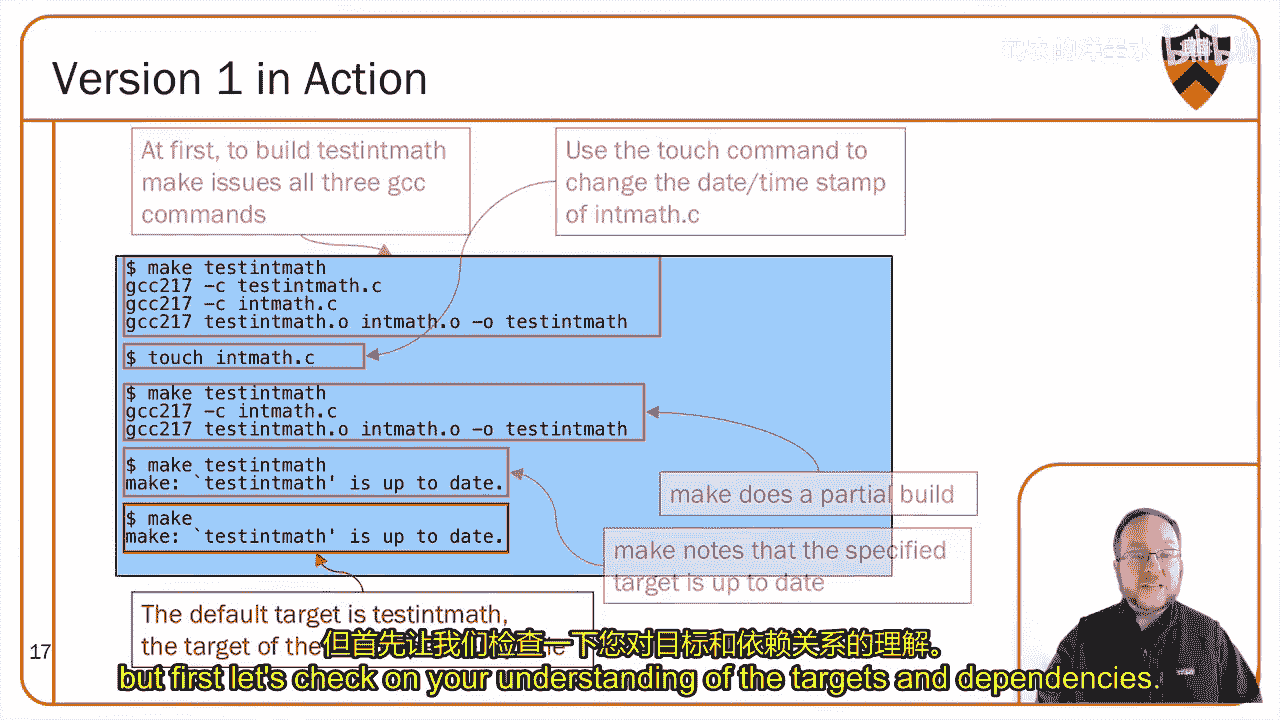 Version 1 in Action
At first, to build testintmath
make issues all three gcc
commands
Use the touch command to
change the date/time stamp
of intmath.c
$ make testintmath
gcc217 -c testintmath.c
gcc217 -c intmath.c
gcc217 testintmath.o intmath.o -o testintmath
$ touch intmath.c
$ make testintmath
gcc217 -c intmath.c
gcc217 testintmath.o intmath.o -o testintmath
$ make testintmath
make: `testintmath' is up to date.
$ make
make: `testintmath' is up to date.
make does a partial build
make notes that the specified
target is up to date
The default target is testintmath,
the target of the
17
但首先让我们检查一下您对目标和依赖关系的理解。
but first let's check on your understanding of the targets and dependencies.